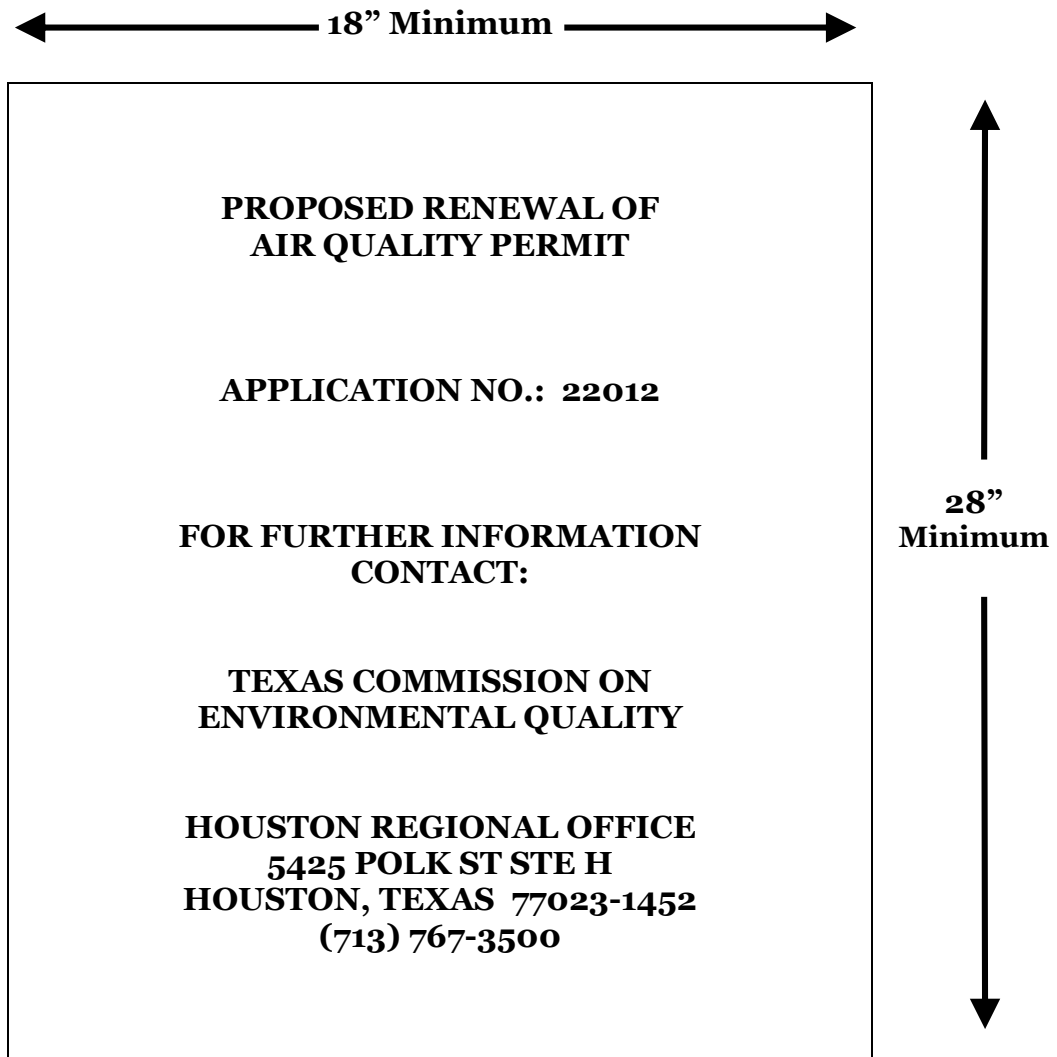 18” Minimum
PROPOSED RENEWAL OF
AIR QUALITY PERMIT
APPLICATION NO.: 22012
FOR FURTHER INFORMATION
CONTACT:
TEXAS COMMISSION ON
ENVIRONMENTAL QUALITY
HOUSTON REGIONAL OFFICE
5425 POLK ST STE H
HOUSTON, TEXAS 77023-1452
(713) 767-3500
28”
Minimum